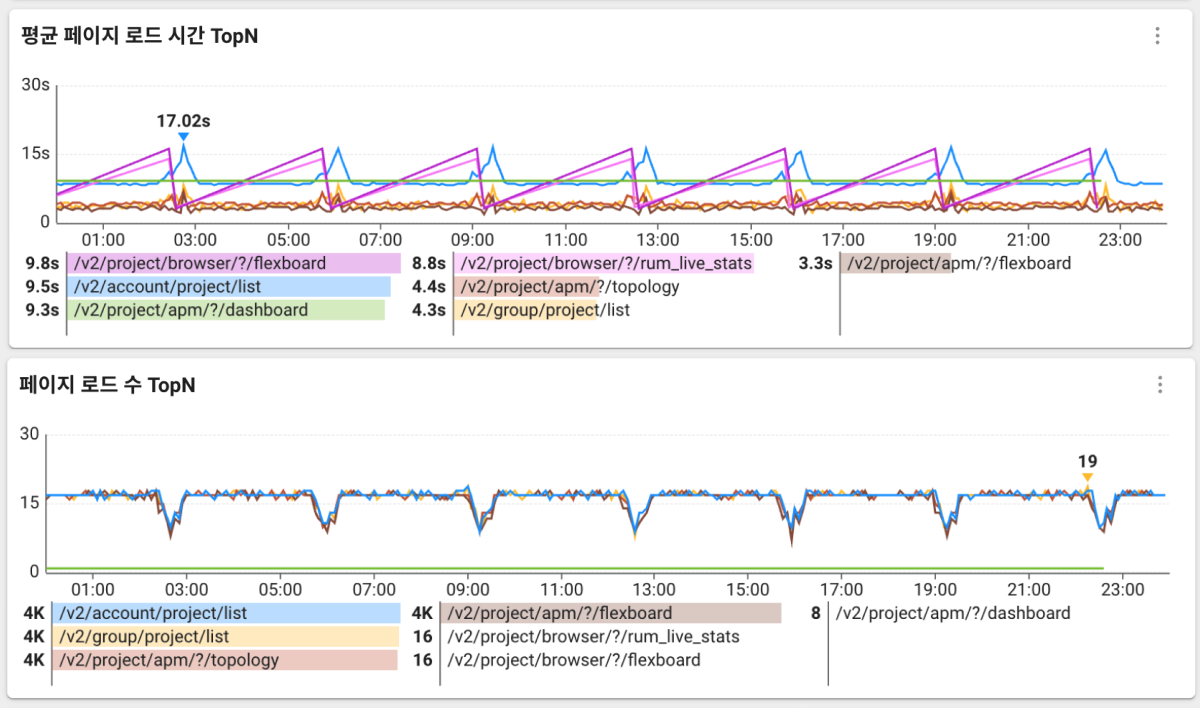 평균 페이지 로드 시간 TopN
30s
17.02s
15s
0
01:00 03:00 05:00 07:00 09:00 11:00 13:00 15:00 17:00 19:00 21:00 23:00
9.8s /v2/project/browser/?/flexboard
9.5s /v2/account/project/list
9.3s /v2/project/apm/?/dashboard
8.8s /v2/project/browser/?/rum_live_stats
4.4s /v2/project/apm/?/topology
4.3s /v2/group/project/list
3.3s /v2/project/apm/?/flexboard
페이지 로드 수 TopN
30
19
15
0
01:00 03:00 05:00 07:00 09:00 11:00 13:00 15:00 17:00 19:00 21:00 23:00
4K /v2/account/project/list
4K /v2/group/project/list
4K /v2/project/apm/?/topology
4K /v2/project/apm/?/flexboard
16 /v2/project/browser/?/rum_live_stats
16 /v2/project/browser/?/flexboard
8 /v2/project/apm/?/dashboard